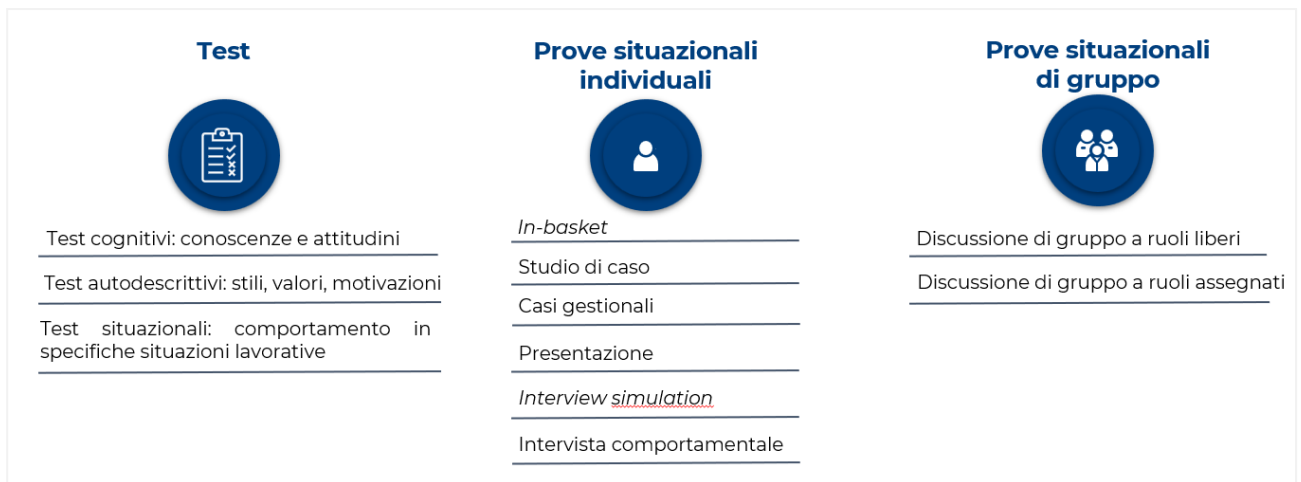 Test
Test cognitivi: conoscenze e attitudini
Test autodescrittivi: stili, valori, motivazioni
Test situazionali: comportamento in
specifiche situazioni lavorative
Prove situazionali
individuali
In-basket
Studio di caso
Casi gestionali
Presentazione
Interview simulation
Intervista comportamentale
Prove situazionali
di gruppo
Discussione di gruppo a ruoli liberi
Discussione di gruppo a ruoli assegnati